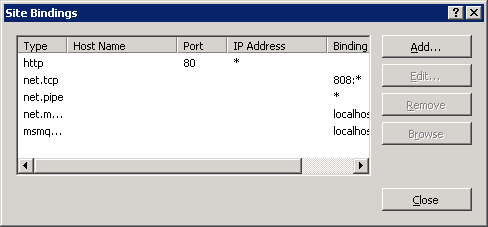 Site Bindings
Type Host Name Port IP Address Binding
http 80 *
net.tcp 808:*
net.pipe *
net.m... localhos
msmq... localhos
Add...
Edit...
Remove
Browse
Close